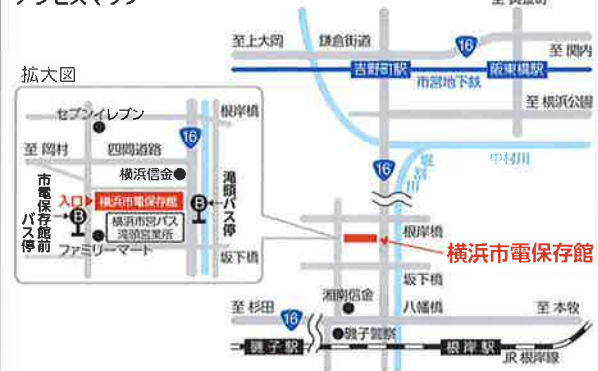 アクセスマップ
至上大岡
鎌倉街道
16
至関内
吉野町駅
阪東橋駅
市営地下鉄
至横浜公園
中村川
堀割川
16
根岸橋
横浜市電保存館
坂下橋
湘南信金
八幡橋
至杉田
16
至本牧
磯子警察
磯子駅
根岸駅
JR根岸線
拡大図
セブンイレブン
根岸橋
16
至岡村
四間道路
横浜信金
滝頭バス停
市電保存館前
バス停
入口
横浜市電保存館
B
B
横浜市営バス
滝頭営業所
ファミリーマート
坂下橋